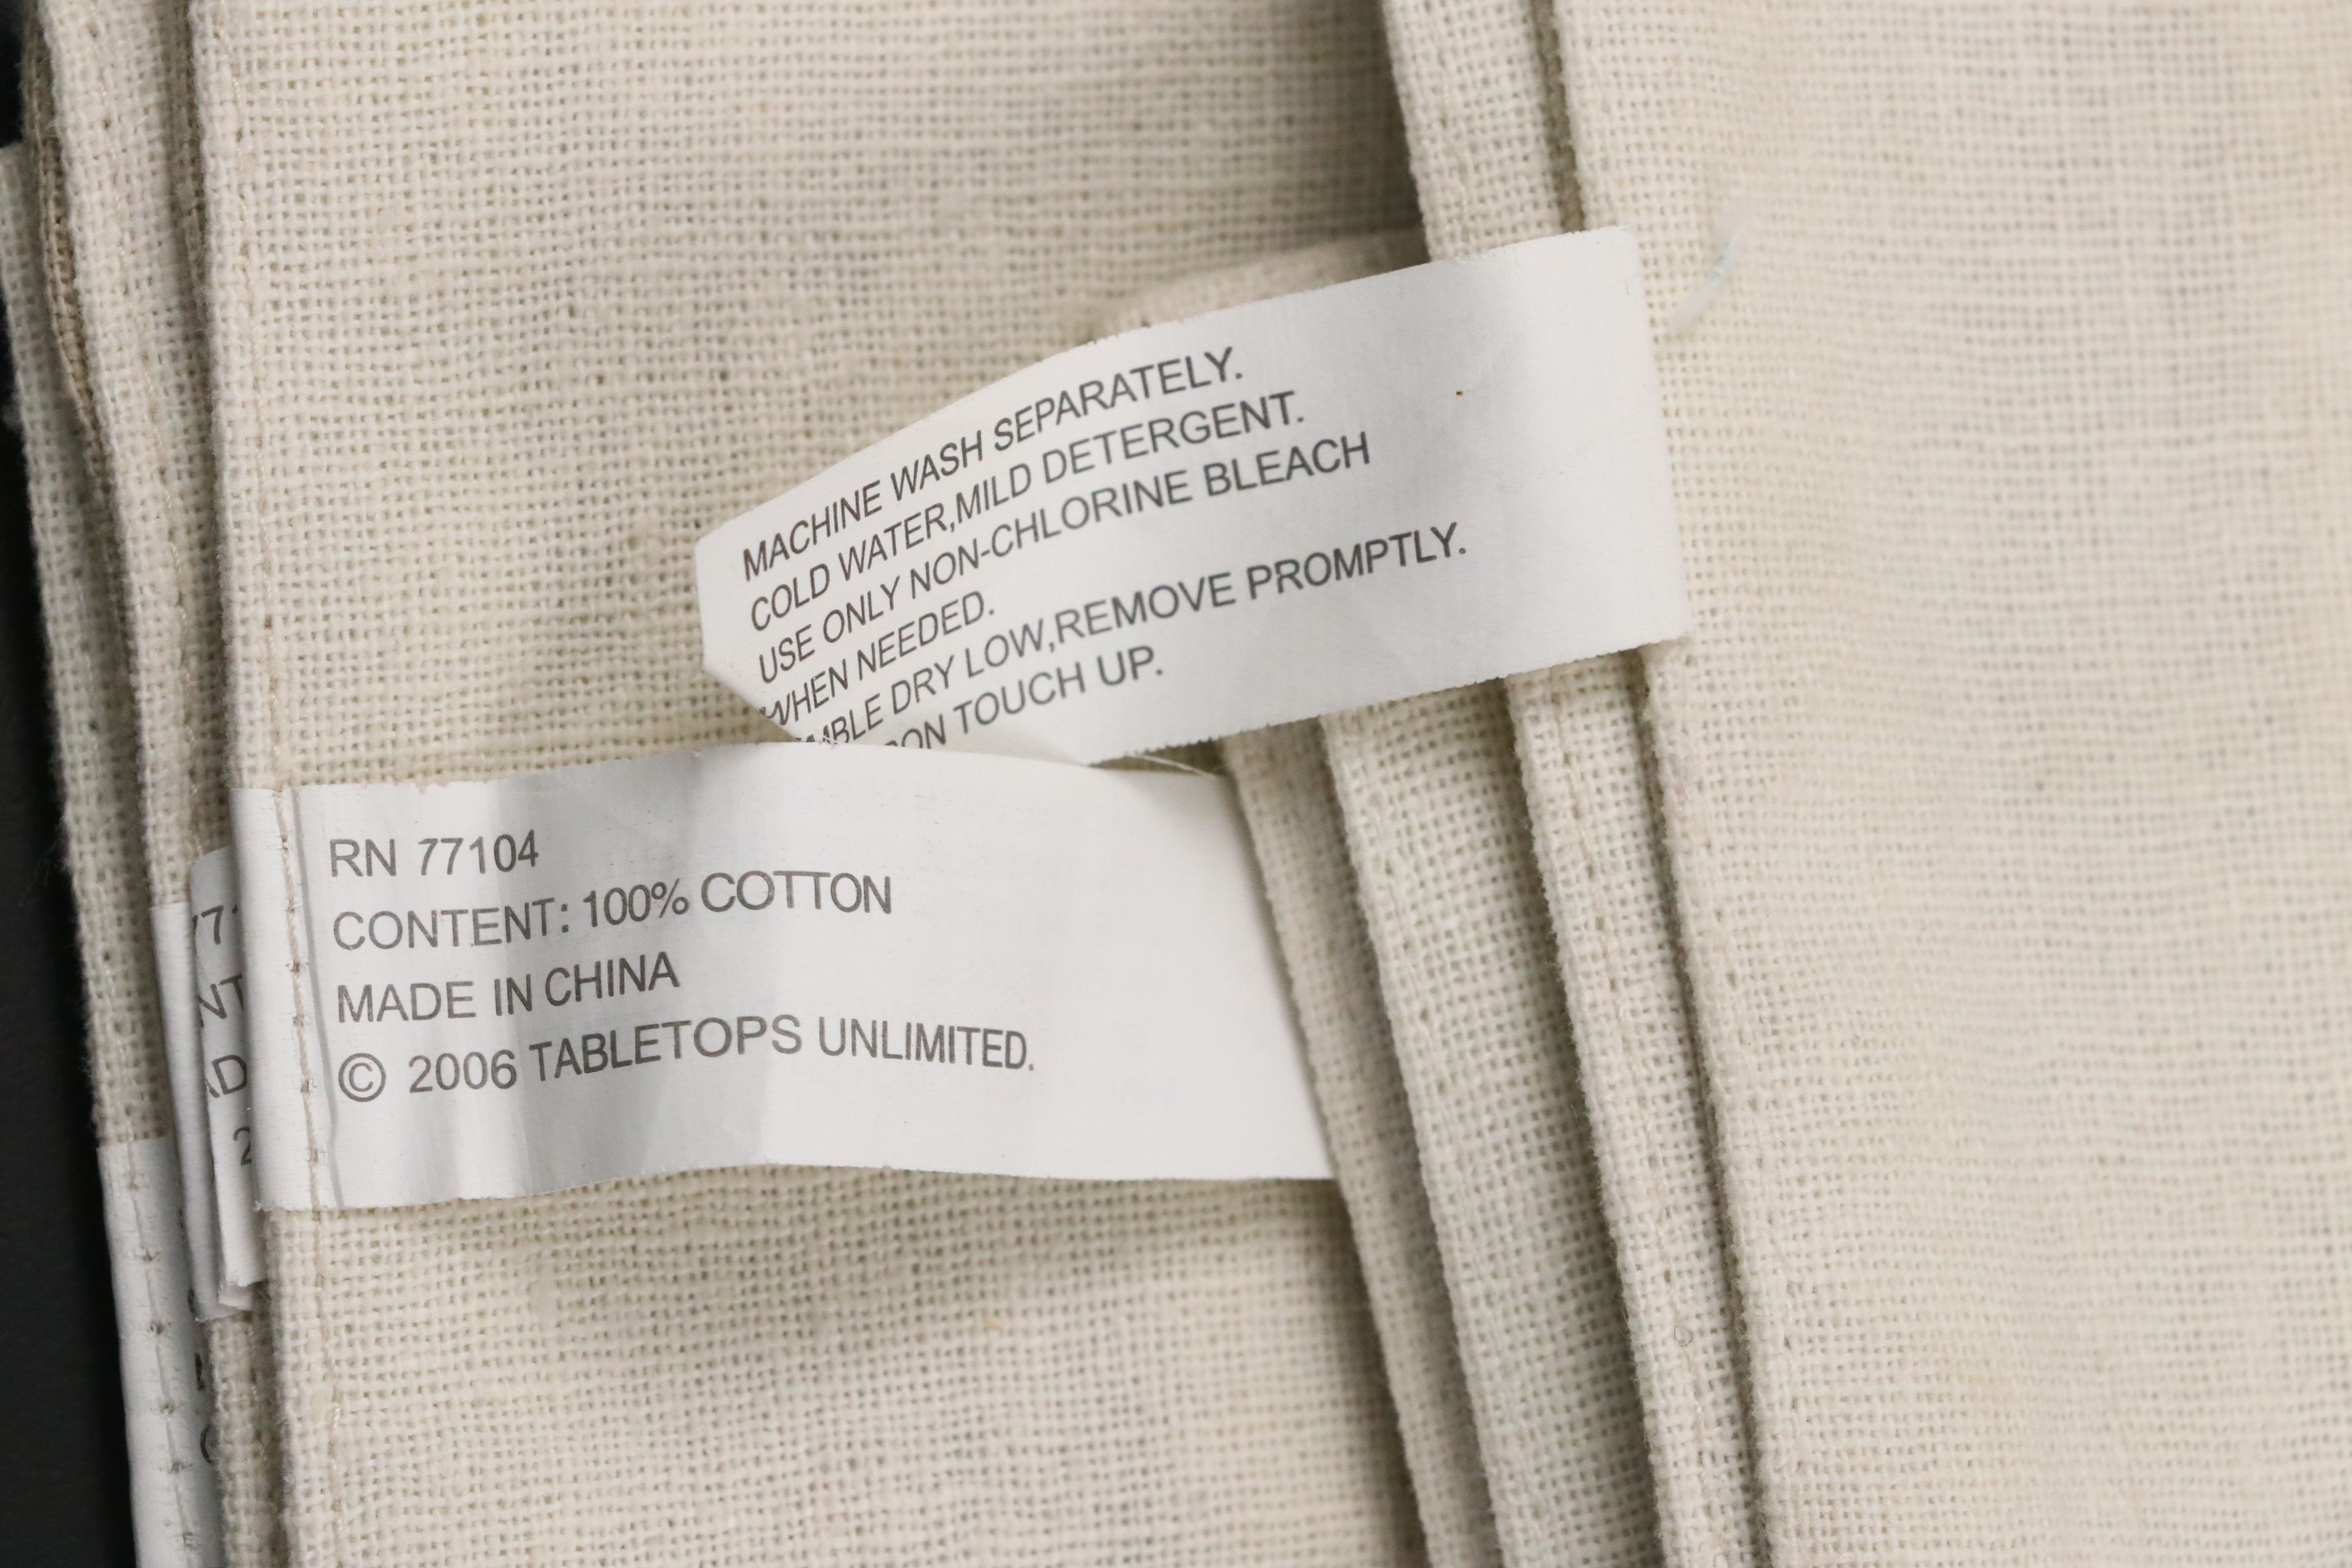 MACHINE WASH SEPARATELY.
COLD WATER,MILD DETERGENT.
USE ONLY NON-CHLORINE BLEACH
WHEN NEEDED.
DRY LOW,REMOVE PROMPTLY.
TOUCH UP.
RN 77104
CONTENT: 100% COTTON
MADE IN CHINA
© 2006 TABLETOPS UNLIMITED.